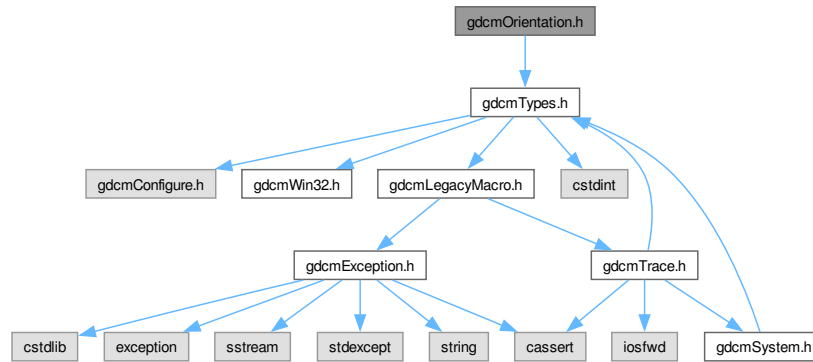 gdcmOrientation.h
gdcmTypes.h
gdcmConfigure.h
gdcmWin32.h
gdcmLegacyMacro.h
cstdint
gdcmException.h
gdcmTrace.h
cstdlib
exception
sstream
stdexcept
string
cassert
iosfwd
gdcmSystem.h